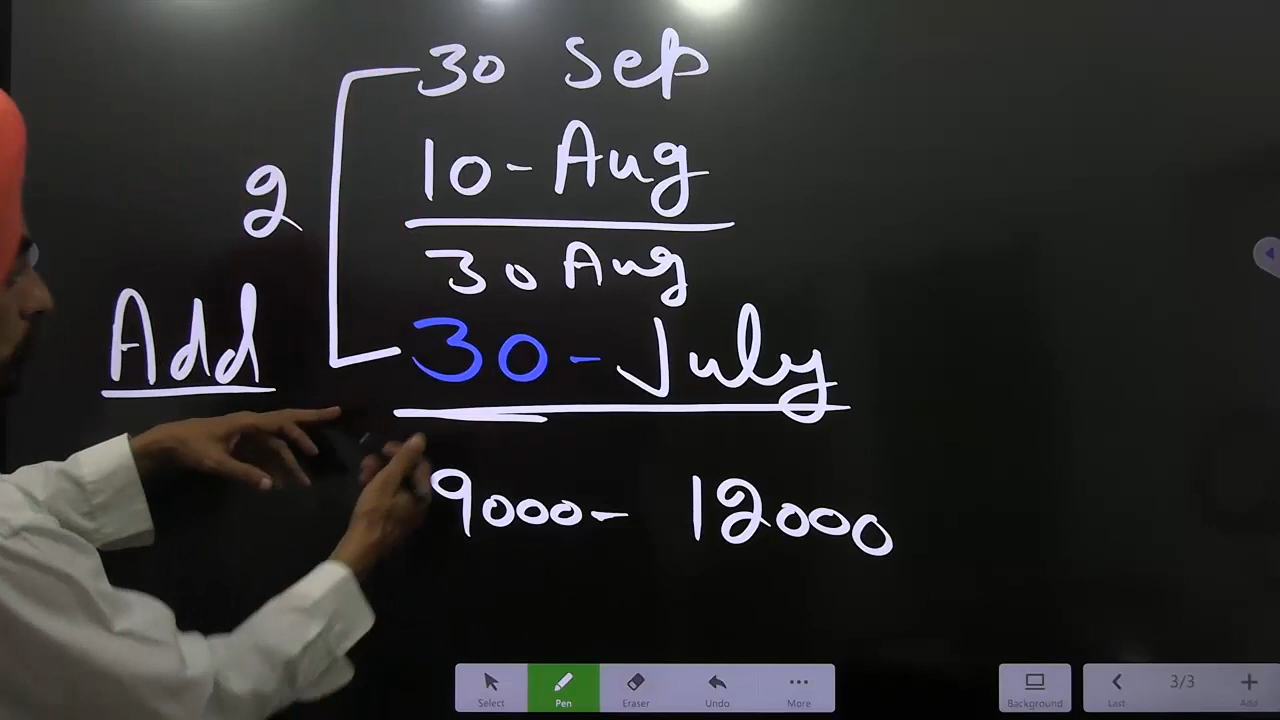 30 Sep
10-Aug
2
30 Aug
Add
30-July
9000- 12000
Select Pen Eraser Undo More Background Last 3/3 Add